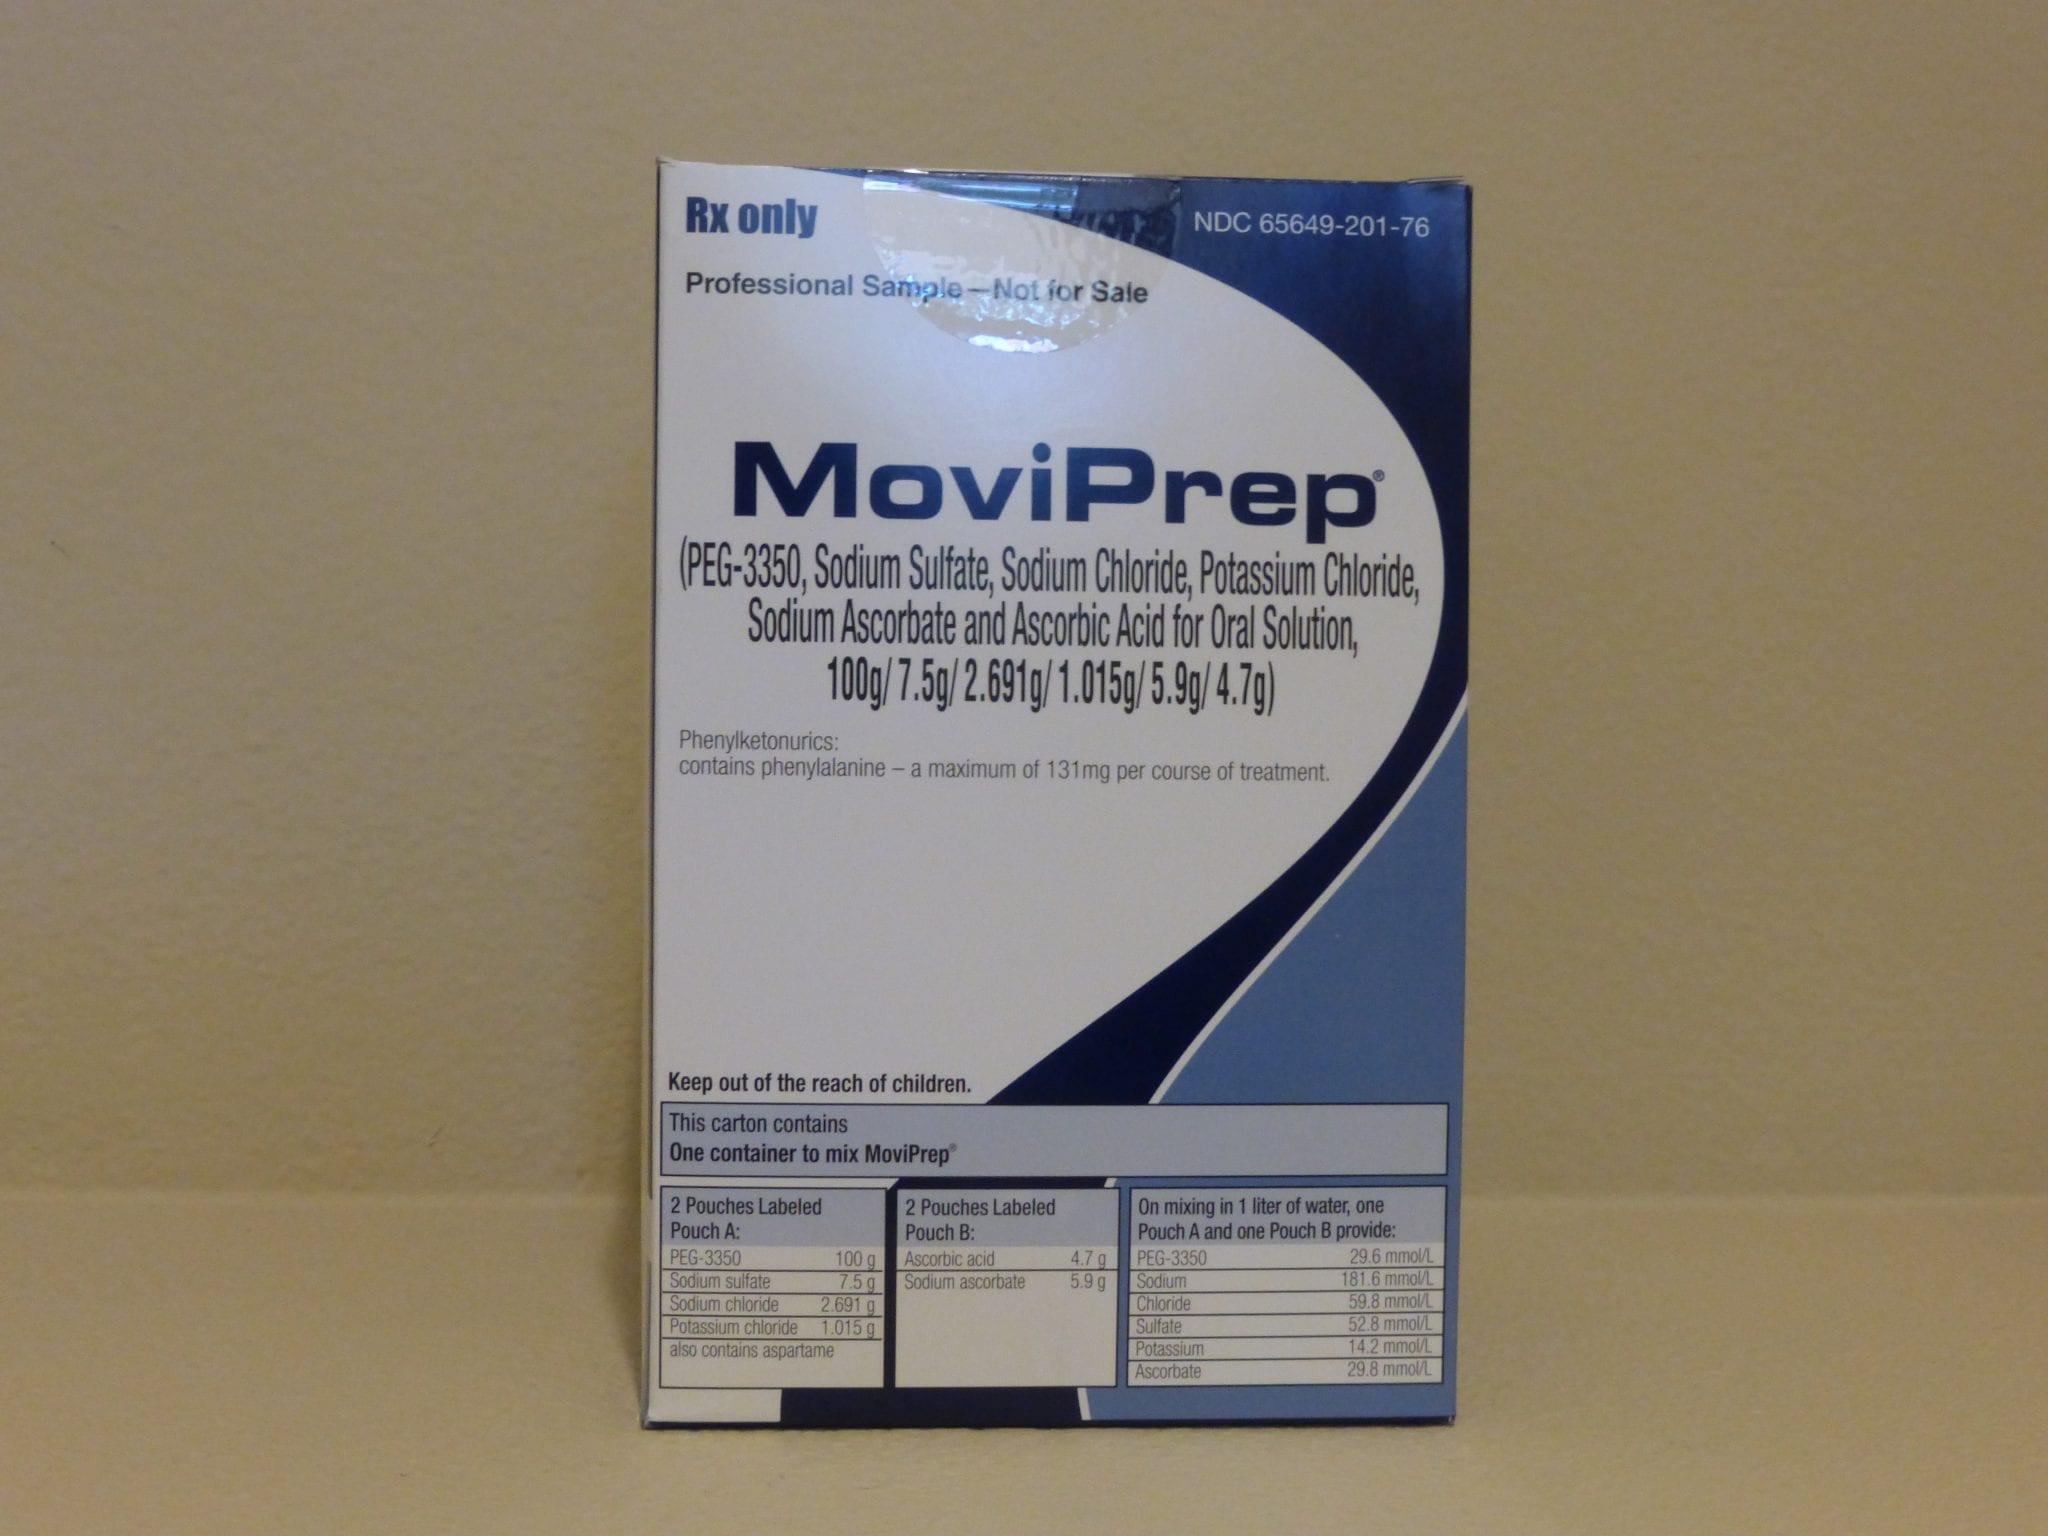 Rx only
NDC 65649-201-76
Professional Sample—Not for Sale
MoviPrep®
(PEG-3350, Sodium Sulfate, Sodium Chloride, Potassium Chloride,
Sodium Ascorbate and Ascorbic Acid for Oral Solution,
100g/ 7.5g/ 2.691g/ 1.015g/ 5.9g/ 4.7g)
Phenylketonurics:
contains phenylalanine – a maximum of 131mg per course of treatment.
Keep out of the reach of children.
This carton contains
One container to mix MoviPrep®
2 Pouches Labeled
Pouch A:
PEG-3350 100 g
Sodium sulfate 7.5 g
Sodium chloride 2.691 g
Potassium chloride 1.015 g
also contains aspartame
2 Pouches Labeled
Pouch B:
Ascorbic acid 4.7 g
Sodium ascorbate 5.9 g
On mixing in 1 liter of water, one
Pouch A and one Pouch B provide:
PEG-3350 29.6 mmol/L
Sodium 181.6 mmol/L
Chloride 59.8 mmol/L
Sulfate 52.8 mmol/L
Potassium 14.2 mmol/L
Ascorbate 29.8 mmol/L